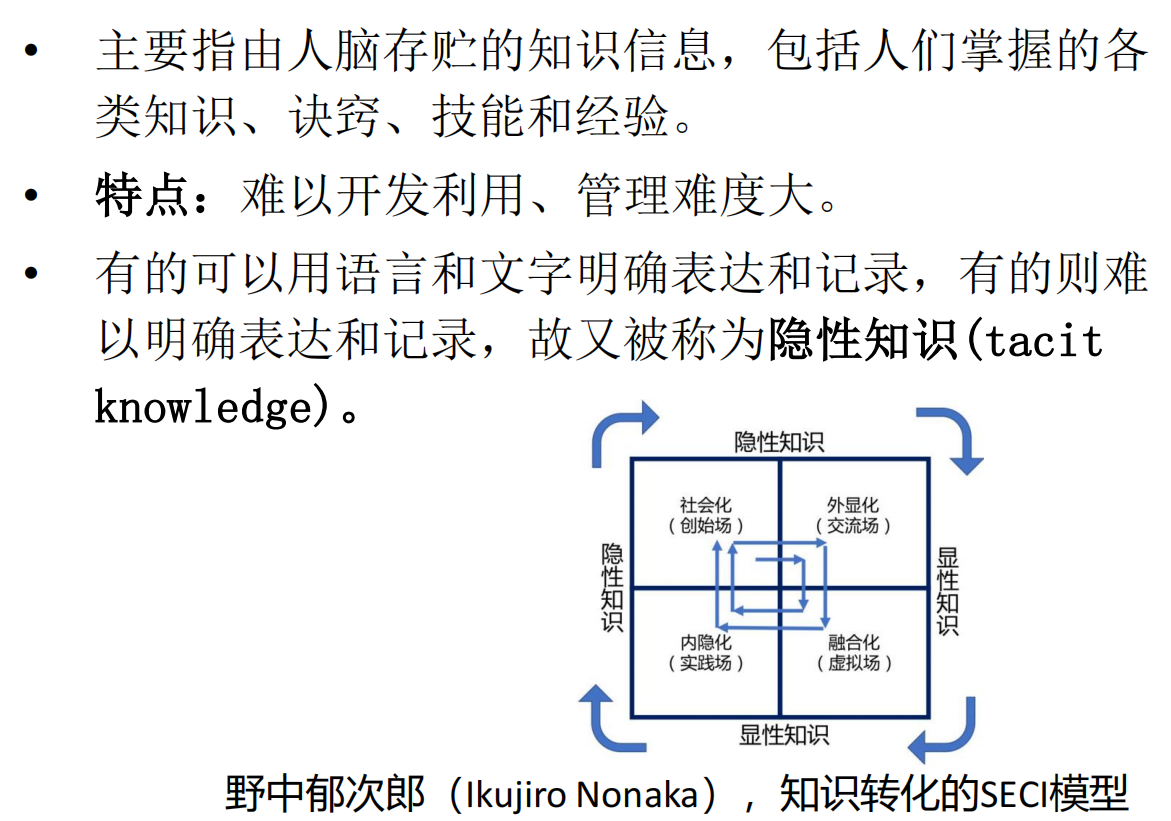 • 主要指由人脑存贮的知识信息，包括人们掌握的各
类知识、诀窍、技能和经验。
• 特点：难以开发利用、管理难度大。
• 有的可以用语言和文字明确表达和记录，有的则难
以明确表达和记录，故又被称为隐性知识(tacit
knowledge)。
隐性知识
社会化
（创始场）
外显化
（交流场）
隐性知识
显性知识
内隐化
（实践场）
融合化
（虚拟场）
显性知识
野中郁次郎（Ikujiro Nonaka），知识转化的SECI模型